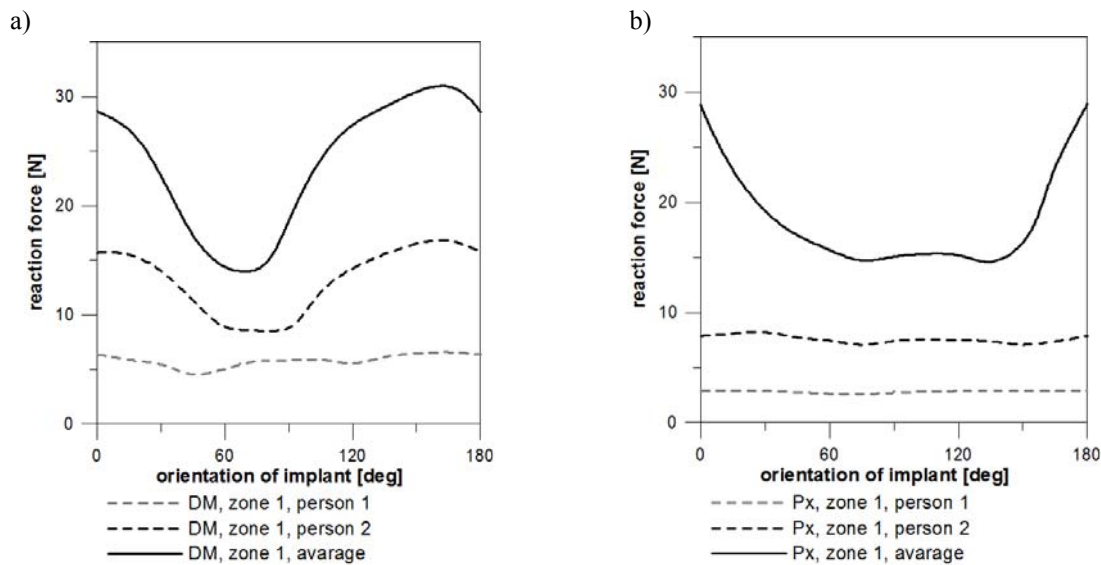 a)
30
20
10
0
reaction force [N]
0 60 120 180
orientation of implant [deg]
DM, zone 1, person 1
DM, zone 1, person 2
DM, zone 1, avarage
b)
30
20
10
0
reaction force [N]
0 60 120 180
orientation of implant [deg]
Px, zone 1, person 1
Px, zone 1, person 2
Px, zone 1, avarage